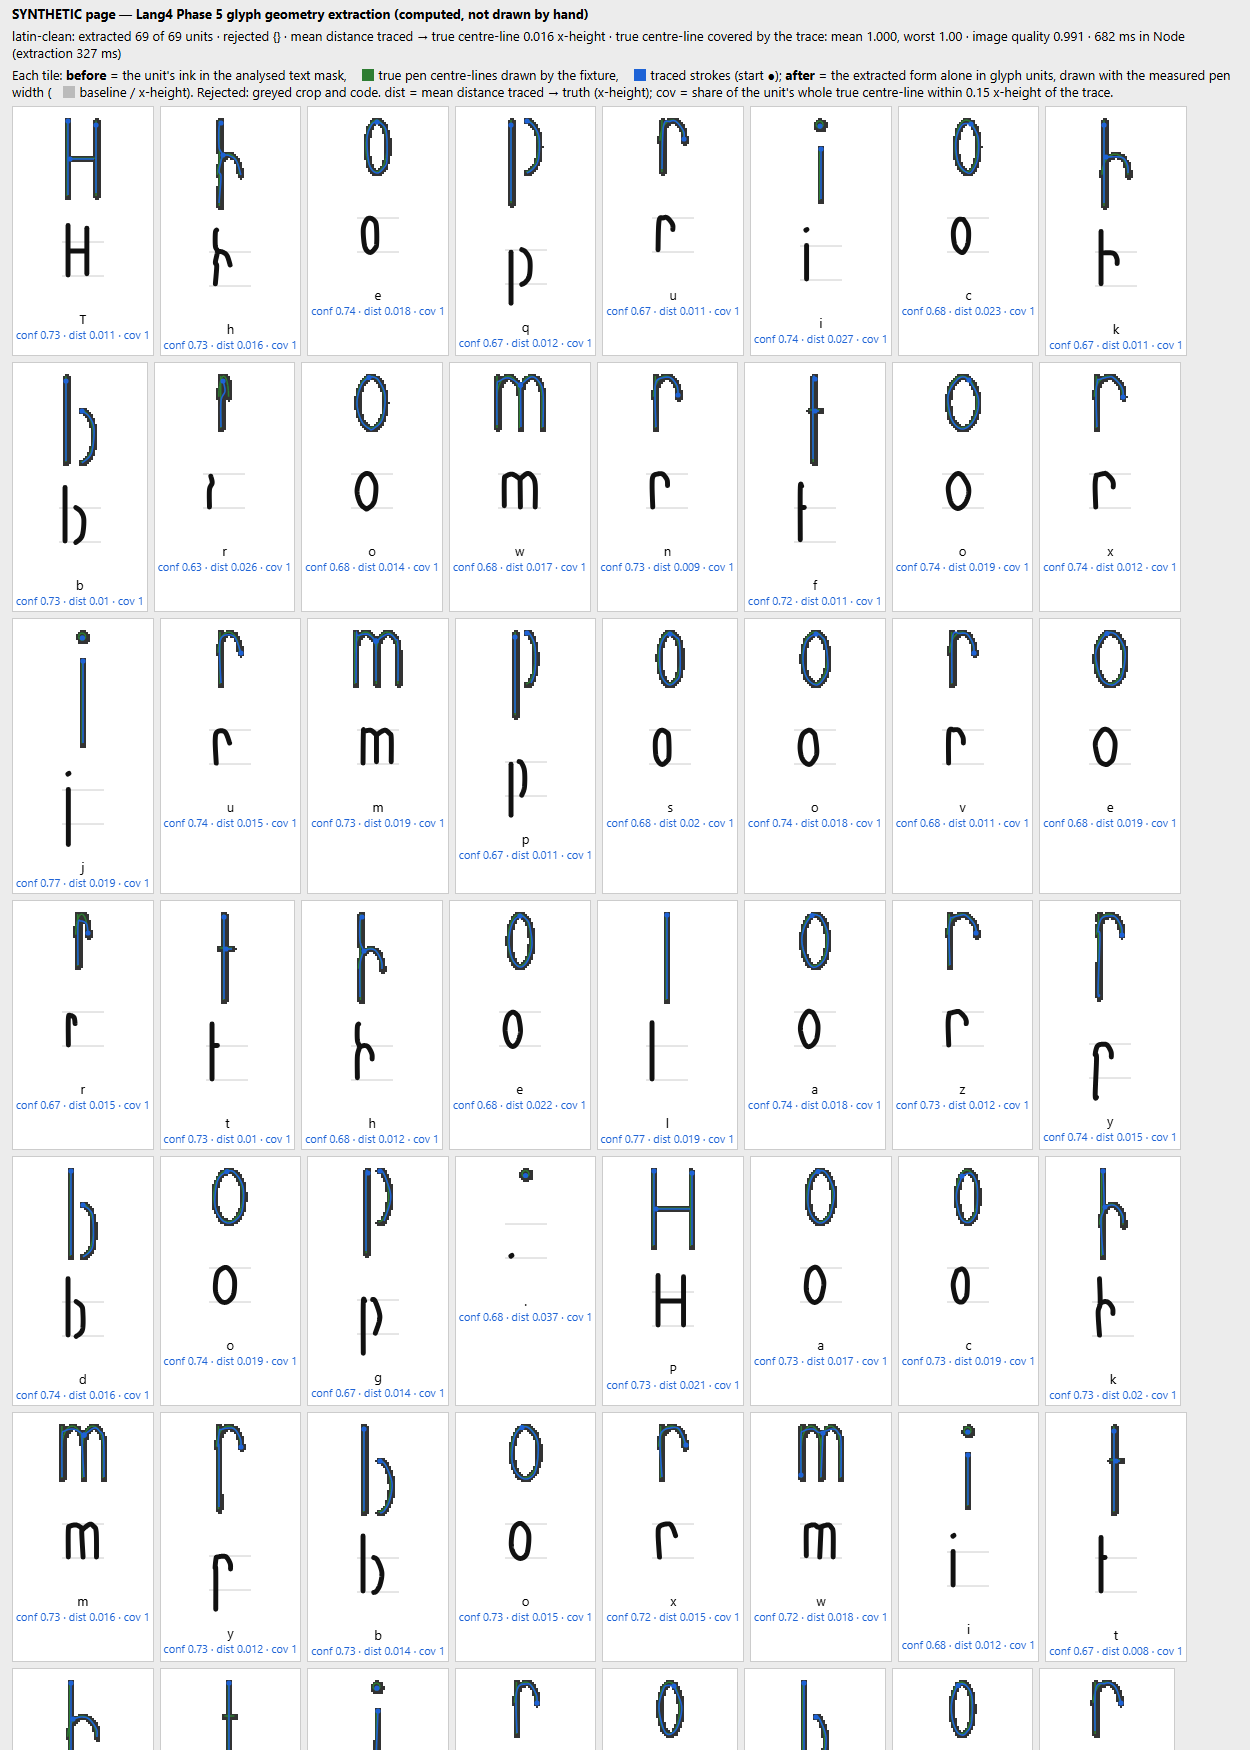 SYNTHETIC page — Lang4 Phase 5 glyph geometry extraction (computed, not drawn by hand)
latin-clean: extracted 69 of 69 units · rejected {} · mean distance traced → true centre-line 0.016 x-height · true centre-line covered by the trace: mean 1.000, worst 1.00 · image quality 0.991 · 682 ms in Node
(extraction 327 ms)
Each tile: before = the unit's ink in the analysed text mask, true pen centre-lines drawn by the fixture, traced strokes (start ●); after = the extracted form alone in glyph units, drawn with the measured pen
width ( baseline / x-height). Rejected: greyed crop and code. dist = mean distance traced → truth (x-height); cov = share of the unit's whole true centre-line within 0.15 x-height of the trace.
T h e q u i c k
conf 0.73 · dist 0.011 · cov 1 conf 0.73 · dist 0.016 · cov 1 conf 0.74 · dist 0.018 · cov 1 conf 0.67 · dist 0.012 · cov 1 conf 0.67 · dist 0.011 · cov 1 conf 0.74 · dist 0.027 · cov 1 conf 0.68 · dist 0.023 · cov 1 conf 0.67 · dist 0.011 · cov 1
b r o w n f o x
conf 0.73 · dist 0.01 · cov 1 conf 0.63 · dist 0.026 · cov 1 conf 0.68 · dist 0.014 · cov 1 conf 0.68 · dist 0.017 · cov 1 conf 0.73 · dist 0.009 · cov 1 conf 0.72 · dist 0.011 · cov 1 conf 0.74 · dist 0.019 · cov 1 conf 0.74 · dist 0.012 · cov 1
j u m p s o v e
conf 0.77 · dist 0.019 · cov 1 conf 0.74 · dist 0.015 · cov 1 conf 0.73 · dist 0.019 · cov 1 conf 0.67 · dist 0.011 · cov 1 conf 0.68 · dist 0.02 · cov 1 conf 0.74 · dist 0.018 · cov 1 conf 0.68 · dist 0.011 · cov 1 conf 0.68 · dist 0.019 · cov 1
r t h e l a z y
conf 0.67 · dist 0.015 · cov 1 conf 0.73 · dist 0.01 · cov 1 conf 0.68 · dist 0.012 · cov 1 conf 0.68 · dist 0.022 · cov 1 conf 0.77 · dist 0.019 · cov 1 conf 0.74 · dist 0.018 · cov 1 conf 0.73 · dist 0.012 · cov 1 conf 0.74 · dist 0.015 · cov 1
d o g . P a c k
conf 0.74 · dist 0.016 · cov 1 conf 0.74 · dist 0.019 · cov 1 conf 0.67 · dist 0.014 · cov 1 conf 0.68 · dist 0.037 · cov 1 conf 0.73 · dist 0.021 · cov 1 conf 0.73 · dist 0.017 · cov 1 conf 0.73 · dist 0.019 · cov 1 conf 0.73 · dist 0.02 · cov 1
m y b o x w i t
conf 0.73 · dist 0.016 · cov 1 conf 0.73 · dist 0.012 · cov 1 conf 0.73 · dist 0.014 · cov 1 conf 0.73 · dist 0.015 · cov 1 conf 0.72 · dist 0.015 · cov 1 conf 0.72 · dist 0.018 · cov 1 conf 0.68 · dist 0.012 · cov 1 conf 0.67 · dist 0.008 · cov 1